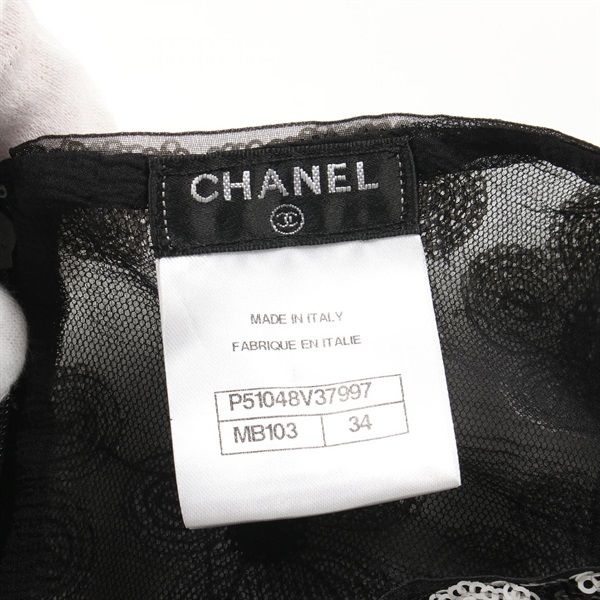 CHANEL
MADE IN ITALY
FABRIQUE EN ITALIE
P51048V37997
MB103 34